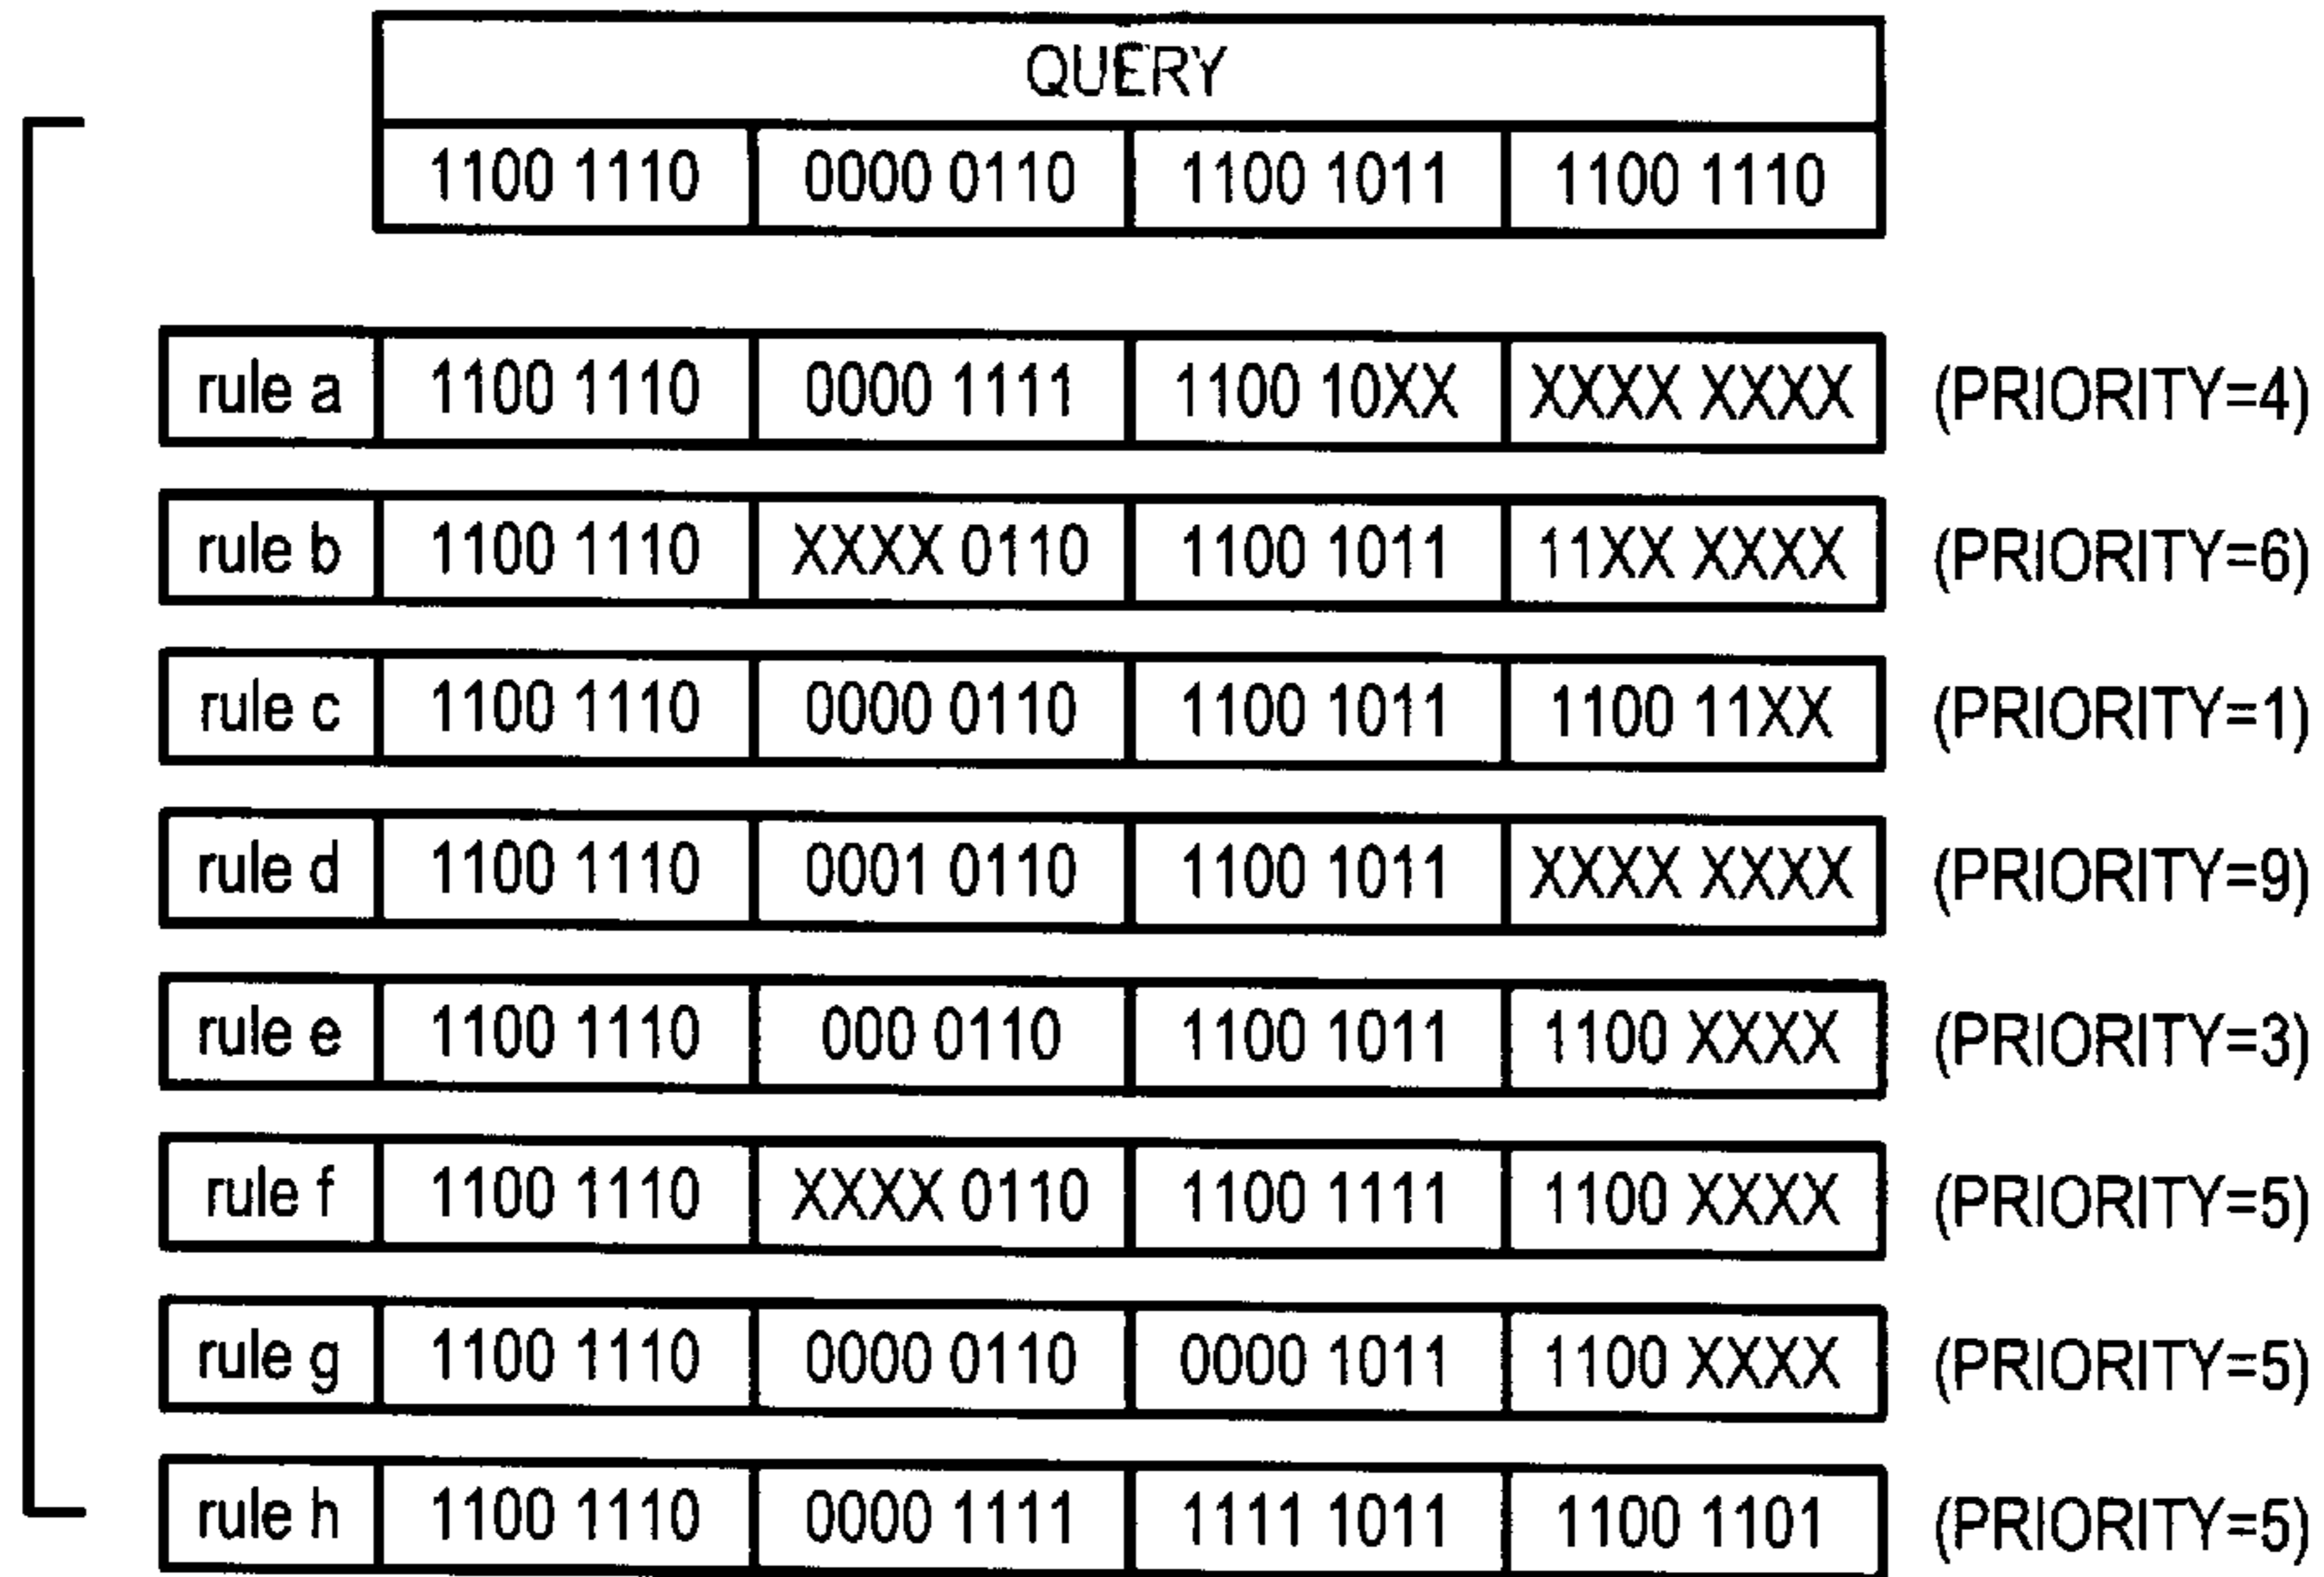 QUERY
1100 1110 0000 0110 1100 1011 1100 1110
rule a 1100 1110 0000 1111 1100 10XX XXXX XXXX (PRIORITY=4)
rule b 1100 1110 XXXX 0110 1100 1011 11XX XXXX (PRIORITY=6)
rule c 1100 1110 0000 0110 1100 1011 1100 11XX (PRIORITY=1)
rule d 1100 1110 0001 0110 1100 1011 XXXX XXXX (PRIORITY=9)
rule e 1100 1110 000 0110 1100 1011 1100 XXXX (PRIORITY=3)
rule f 1100 1110 XXXX 0110 1100 1111 1100 XXXX (PRIORITY=5)
rule g 1100 1110 0000 0110 0000 1011 1100 XXXX (PRIORITY=5)
rule h 1100 1110 0000 1111 1111 1011 1100 1101 (PRIORITY=5)